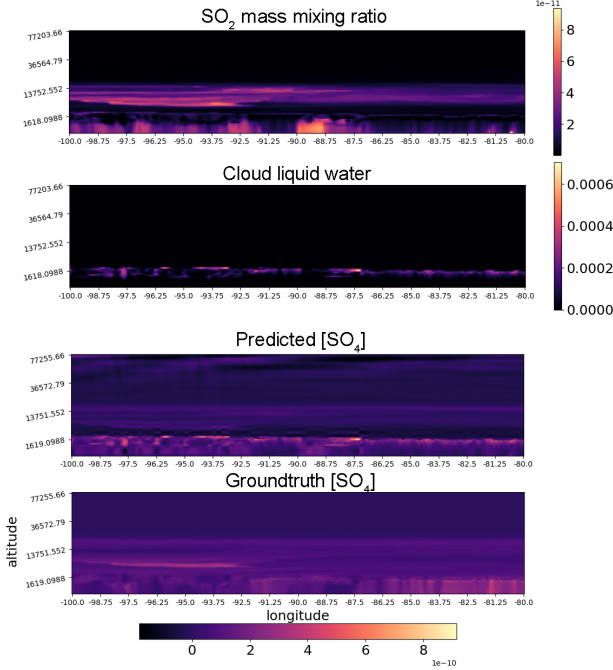 SO2 mass mixing ratio
1e−11
77203.66
36564.79
13752.552
1618.0988
-100.0 -98.75 -97.5 -96.25 -95.0 -93.75 -92.5 -91.25 -90.0 -88.75 -87.5 -86.25 -85.0 -83.75 -82.5 -81.25 -80.0
8
6
4
2
Cloud liquid water
77203.66
36564.79
13752.552
1618.0988
-100.0 -98.75 -97.5 -96.25 -95.0 -93.75 -92.5 -91.25 -90.0 -88.75 -87.5 -86.25 -85.0 -83.75 -82.5 -81.25 -80.0
0.0006
0.0004
0.0002
0.0000
Predicted [SO4]
77255.66
36572.79
13751.552
1619.0988
-100.0 -98.75 -97.5 -96.25 -95.0 -93.75 -92.5 -91.25 -90.0 -88.75 -87.5 -86.25 -85.0 -83.75 -82.5 -81.25 -80.0
Groundtruth [SO4]
77255.66
36572.79
13751.552
1619.0988
altitude
-100.0 -98.75 -97.5 -96.25 -95.0 -93.75 -92.5 -91.25 -90.0 -88.75 -87.5 -86.25 -85.0 -83.75 -82.5 -81.25 -80.0
longitude
0 2 4 6 8
1e−10